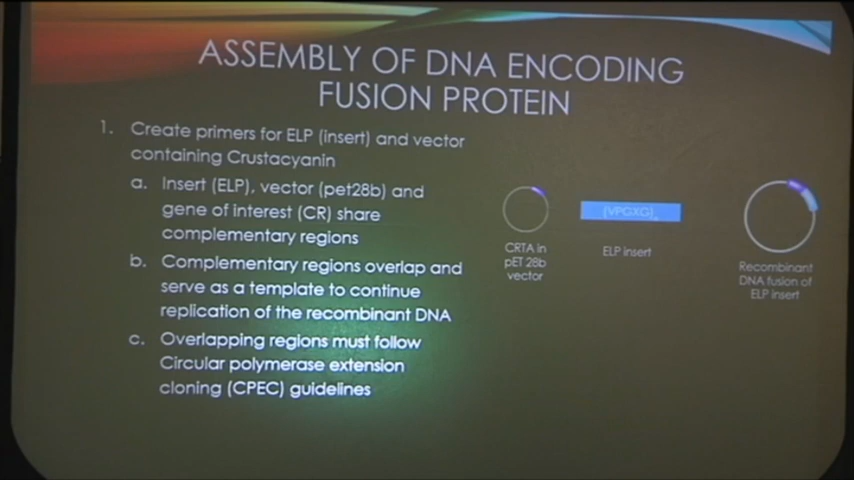 ASSEMBLY OF DNA ENCODING
FUSION PROTEIN
1. Create primers for ELP (insert) and vector
containing Crustacyanin
a. Insert (ELP), vector (pet28b) and
gene of interest (CR) share
complementary regions
b. Complementary regions overlap and
serve as a template to continue
replication of the recombinant DNA
c. Overlapping regions must follow
Circular polymerase extension
cloning (CPEC) guidelines
CRTA in
pET 28b
vector
(VPGXG)
ELP insert
Recombinant
DNA fusion of
ELP insert